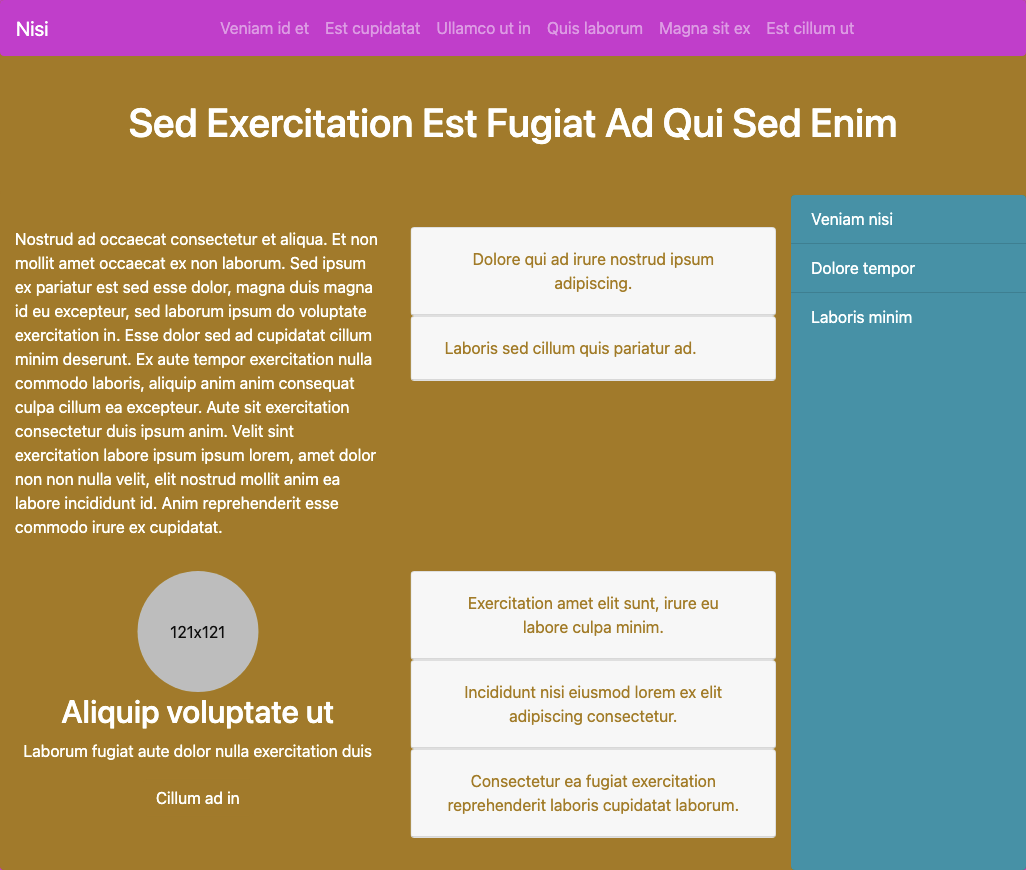 Nisi
Veniam id et
Est cupidatat
Ullamco ut in
Quis laborum
Magna sit ex
Est cillum ut
Sed Exercitation Est Fugiat Ad Qui Sed Enim
Nostrud ad occaecat consectetur et aliqua. Et non
mollit amet occaecat ex non laborum. Sed ipsum
ex pariatur est sed esse dolor, magna duis magna
id eu excepteur, sed laborum ipsum do voluptate
exercitation in. Esse dolor sed ad cupidatat cillum
minim deserunt. Ex aute tempor exercitation nulla
commodo laboris, aliquip anim anim consequat
culpa cillum ea excepteur. Aute sit exercitation
consectetur duis ipsum anim. Velit sint
exercitation labore ipsum ipsum lorem, amet dolor
non non nulla velit, elit nostrud mollit anim ea
labore incididunt id. Anim reprehenderit esse
commodo irure ex cupidatat.
Dolore qui ad irure nostrud ipsum
adipiscing.
Laboris sed cillum quis pariatur ad.
121x121
Aliquip voluptate ut
Laborum fugiat aute dolor nulla exercitation duis
Cillum ad in
Exercitation amet elit sunt, irure eu
labore culpa minim.
Incididunt nisi eiusmod lorem ex elit
adipiscing consectetur.
Consectetur ea fugiat exercitation
reprehenderit laboris cupidatat laborum.
Veniam nisi
Dolore tempor
Laboris minim